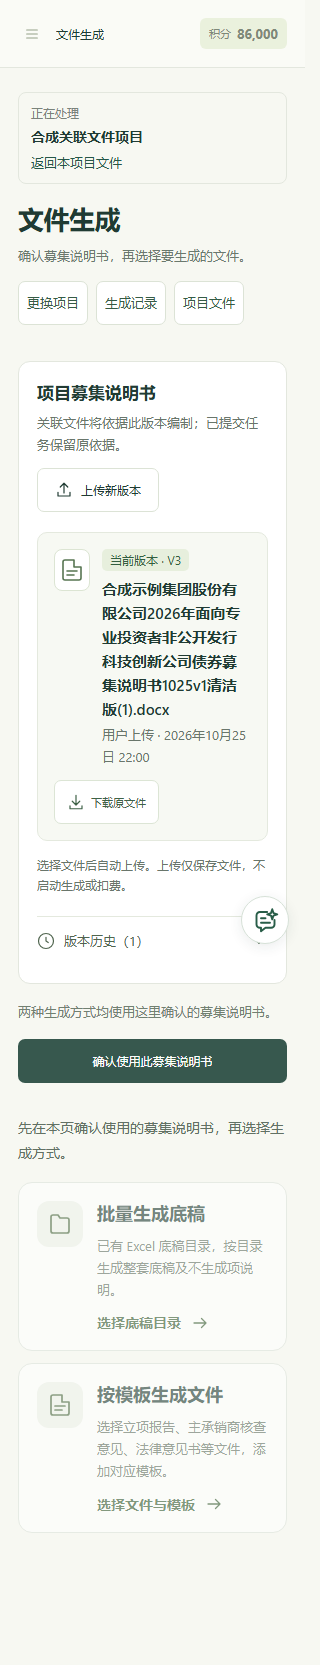 文件生成
积分 86,000
正在处理
合成关联文件项目
返回本项目文件
文件生成
确认募集说明书，再选择要生成的文件。
更换项目 生成记录 项目文件
项目募集说明书
关联文件将依据此版本编制；已提交任
务保留原依据。
上传新版本
当前版本 · V3
合成示例集团股份有
限公司2026年面向专
业投资者非公开发行
科技创新公司债券募
集说明书1025v1清洁
版(1).docx
用户上传 · 2026年10月25
日 22:00
下载原文件
选择文件后自动上传。上传仅保存文件，不
启动生成或扣费。
版本历史（1）
两种生成方式均使用这里确认的募集说明书。
确认使用此募集说明书
先在本页确认使用的募集说明书，再选择生
成方式。
批量生成底稿
已有 Excel 底稿目录，按目录
生成整套底稿及不生成项说
明。
选择底稿目录
按模板生成文件
选择立项报告、主承销商核查
意见、法律意见书等文件，添
加对应模板。
选择文件与模板